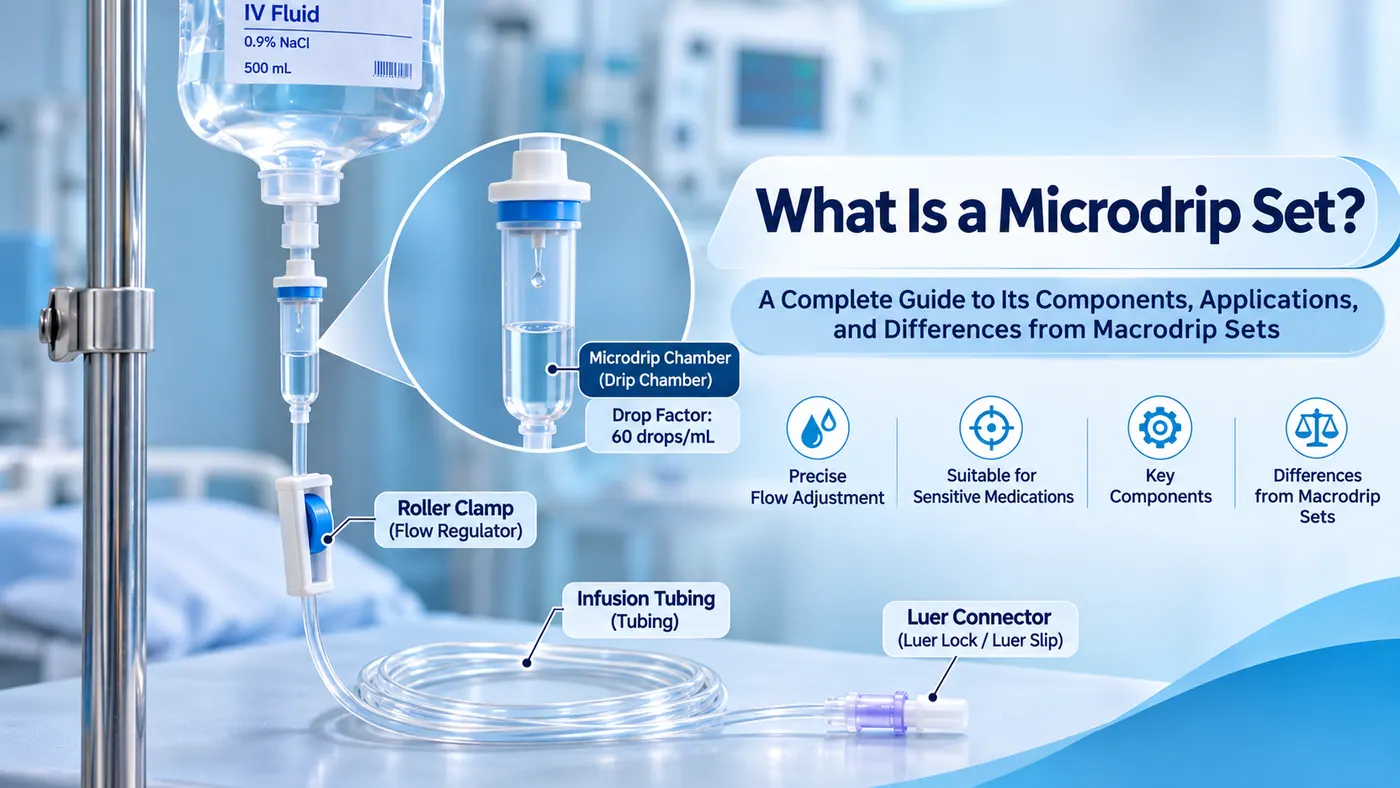 IV Fluid
0.9% NaCl
500 mL
What Is a Microdrip Set?
A Complete Guide to Its Components, Applications,
and Differences from Macrodrip Sets
Microdrip Chamber
(Drip Chamber)
Drop Factor:
60 drops/mL
Precise
Flow Adjustment
Suitable for
Sensitive Medications
Key
Components
Differences
from Macrodrip
Sets
Roller Clamp
(Flow Regulator)
Infusion Tubing
(Tubing)
Luer Connector
(Luer Lock / Luer Slip)